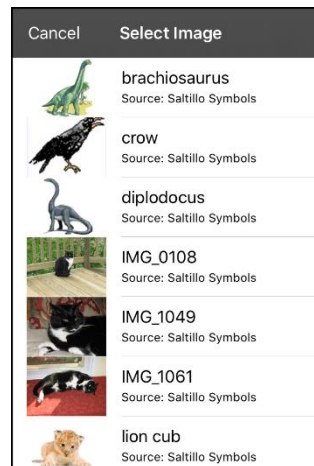 Cancel Select Image
brachiosaurus
Source: Saltillo Symbols
crow
Source: Saltillo Symbols
diplodocus
Source: Saltillo Symbols
IMG_0108
Source: Saltillo Symbols
IMG_1049
Source: Saltillo Symbols
IMG_1061
Source: Saltillo Symbols
lion cub
Source: Saltillo Symbols